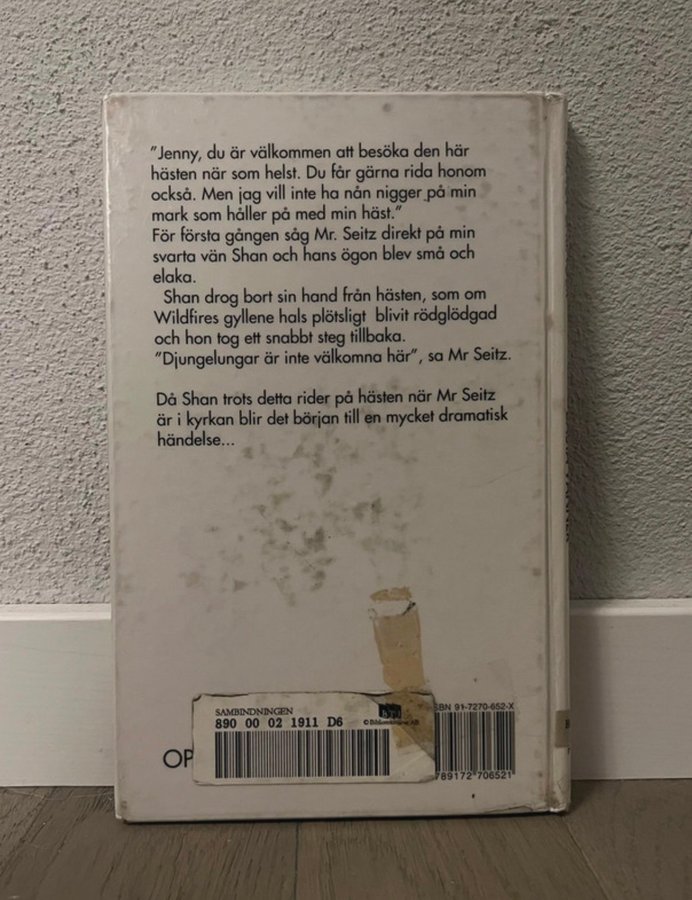 "Jenny, du är välkommen att besöka den här
hästen när som helst. Du får gärna rida honom
också. Men jag vill inte ha nån nigger på min
mark som håller på med min häst."
För första gången såg Mr. Seitz direkt på min
svarta vän Shan och hans ögon blev små och
elaka.
Shan drog bort sin hand från hästen, som om
Wildfires gyllene hals plötsligt blivit rödglödgad
och hon tog ett snabbt steg tillbaka.
"Djungelungar är inte välkomna här", sa Mr Seitz.
Då Shan trots detta rider på hästen när Mr Seitz
är i kyrkan blir det början till en mycket dramatisk
händelse...
SAMBINDNINGEN
890 00 02 1911 D6
ISBN 91-7270-652-X
OP
789172 706521